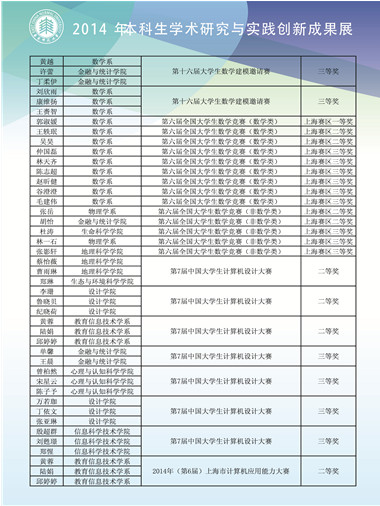 2014 年本科生学术研究与实践创新成果展
黄越 数学系
许蕾 金融与统计学院 第十六届大学生数学建模邀请赛 三等奖
丁柔伊 金融与统计学院
刘欣雨 数学系
康维扬 数学系 第十六届大学生数学建模邀请赛 三等奖
王赉智 数学系
郭淑媛 数学系 第六届全国大学生数学竞赛（数学类） 上海赛区一等奖
王轶珉 数学系 第六届全国大学生数学竞赛（数学类） 上海赛区二等奖
吴昊 数学系 第六届全国大学生数学竞赛（数学类） 上海赛区二等奖
仲国磊 数学系 第六届全国大学生数学竞赛（数学类） 上海赛区三等奖
林天齐 数学系 第六届全国大学生数学竞赛（数学类） 上海赛区三等奖
陈志超 数学系 第六届全国大学生数学竞赛（数学类） 上海赛区三等奖
赵昕健 数学系 第六届全国大学生数学竞赛（数学类） 上海赛区三等奖
谷澄澄 数学系 第六届全国大学生数学竞赛（数学类） 上海赛区三等奖
毛建伟 数学系 第六届全国大学生数学竞赛（数学类） 上海赛区三等奖
张岳 物理学系 第六届全国大学生数学竞赛（非数学类） 上海赛区二等奖
胡怡 金融与统计学院 第六届全国大学生数学竞赛（非数学类） 上海赛区二等奖
杜涛 生命科学学院 第六届全国大学生数学竞赛（非数学类） 上海赛区三等奖
林一石 物理学系 第六届全国大学生数学竞赛（非数学类） 上海赛区三等奖
张影轩 地理科学学院 第六届全国大学生数学竞赛（非数学类） 上海赛区三等奖
蔡怡薇 地理科学学院
曹雨琳 地理科学学院 第7届中国大学生计算机设计大赛 二等奖
郑琳 生态与环境科学学院
李珊 设计学院
鲁晓贝 设计学院 第7届中国大学生计算机设计大赛 二等奖
纪晓荷 设计学院
黄蓉 教育信息技术学系
陆娟 教育信息技术学系 第7届中国大学生计算机设计大赛 二等奖
邱婷婷 教育信息技术学系
单馨 金融与统计学院 第7届中国大学生计算机设计大赛 三等奖
王晨 金融与统计学院
曾柏然 心理与认知科学学院
宋星云 心理与认知科学学院 第7届中国大学生计算机设计大赛 三等奖
陈子予 心理与认知科学学院
万若珈 设计学院
丁依文 设计学院 第7届中国大学生计算机设计大赛 三等奖
张亚琳 设计学院
殷超群 信息科学技术学院
刘甦璟 信息科学技术学院 第7届中国大学生计算机设计大赛 三等奖
郑惺 信息科学技术学院
黄蓉 教育信息技术学系
陆娟 教育信息技术学系 2014年（第6届）上海市计算机应用能力大赛 二等奖
邱婷婷 教育信息技术学系